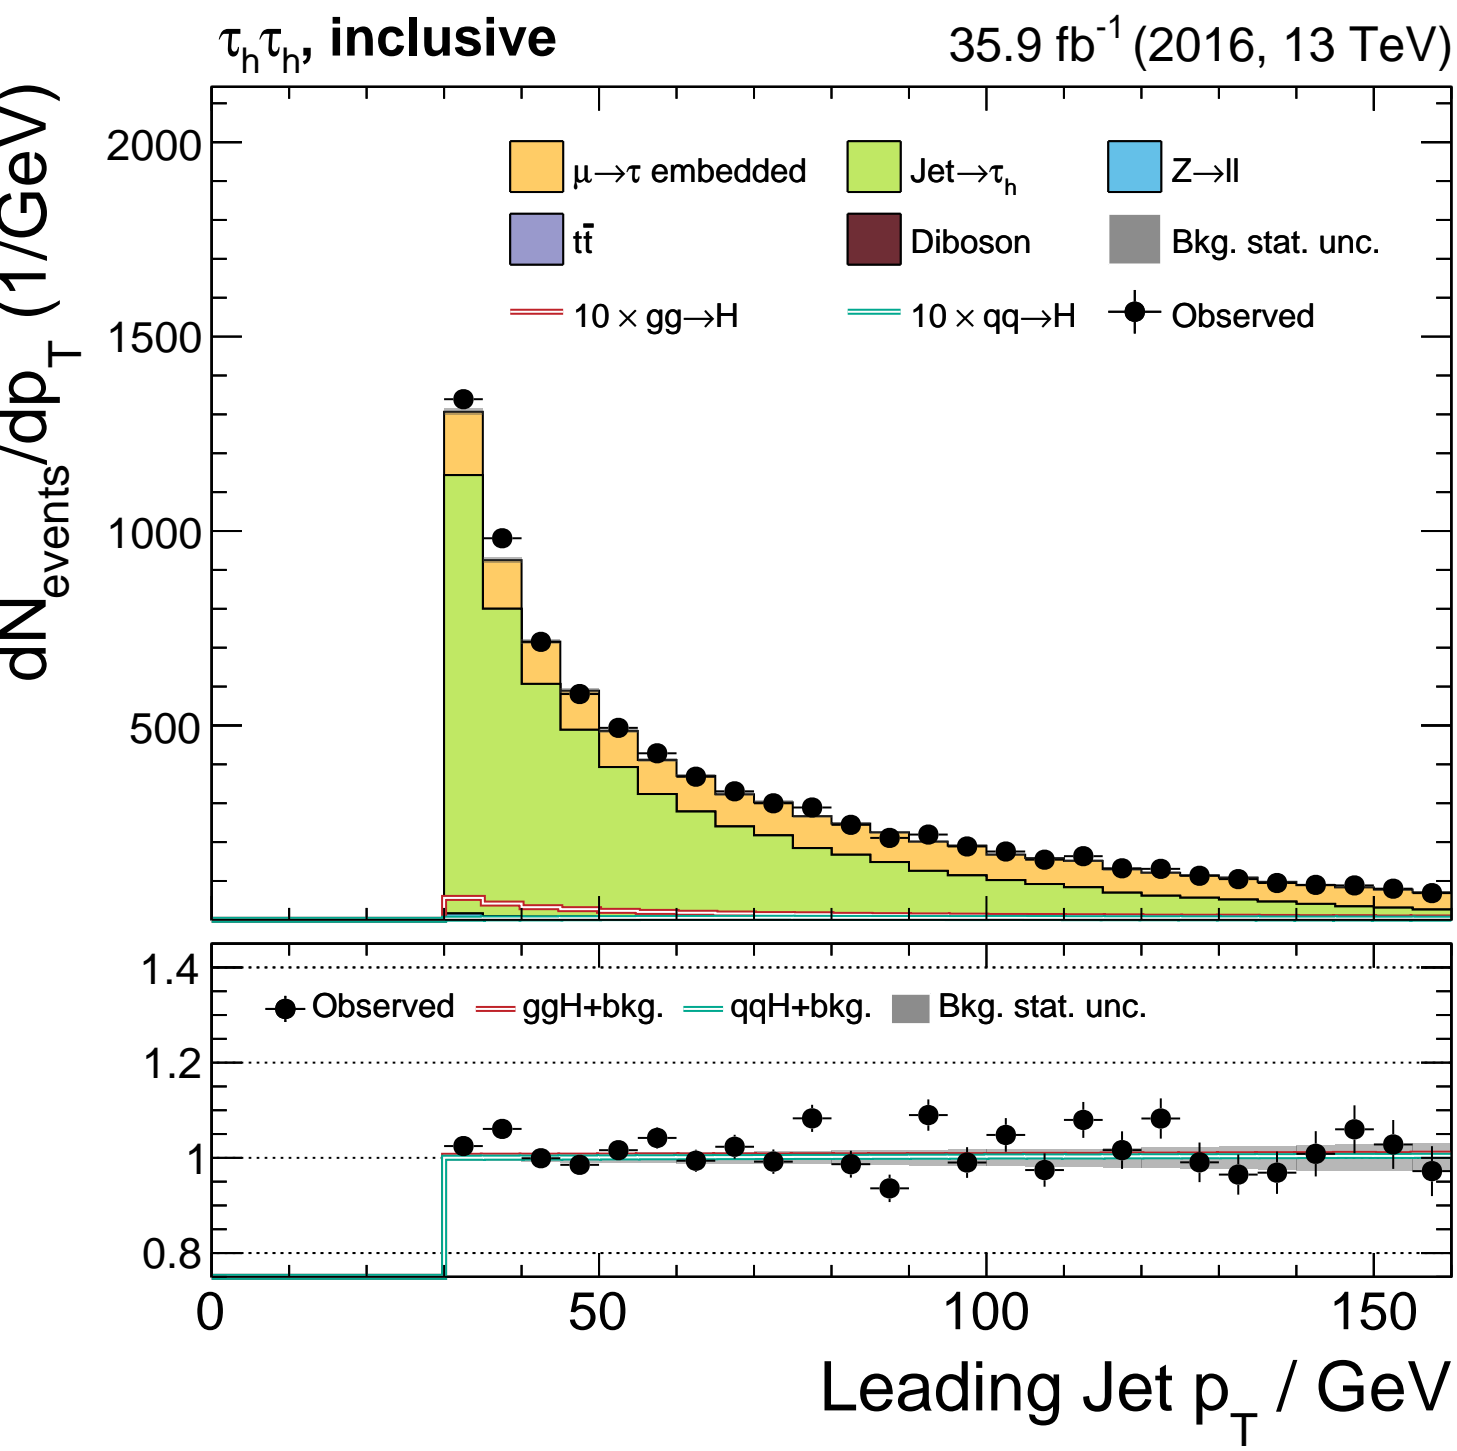 τhτh, inclusive 35.9 fb-1 (2016, 13 TeV)
dNevents/dpT (1/GeV)
2000
1500
1000
500
μ→τ embedded Jet→τh Z→ll
tt̄ Diboson Bkg. stat. unc.
10 × gg→H 10 × qq→H Observed
1.4
1.2
1
0.8
Observed ggH+bkg. qqH+bkg. Bkg. stat. unc.
0 50 100 150
Leading Jet pT / GeV